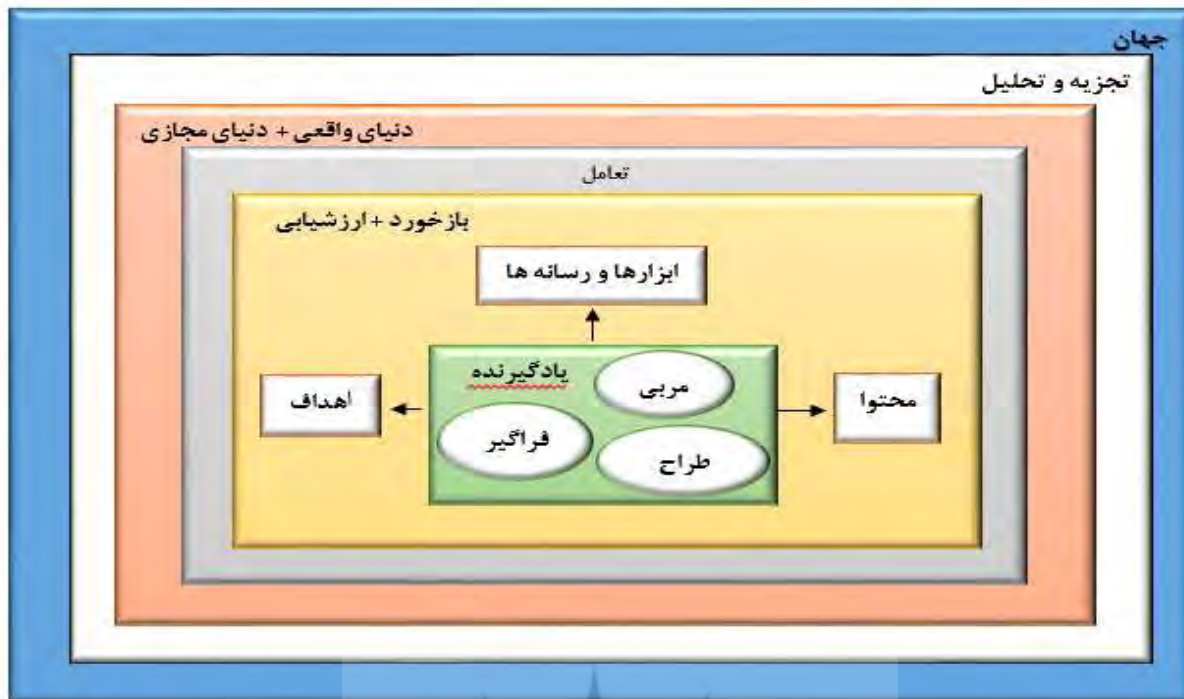 جهان
تجزیه و تحلیل
دنیای واقعی + دنیای مجازی
تعامل
بازخورد + ارزشیابی
ابزارها و رسانه ها
یادگیرنده
مربی
اهداف
محتوا
فراگیر
طراح